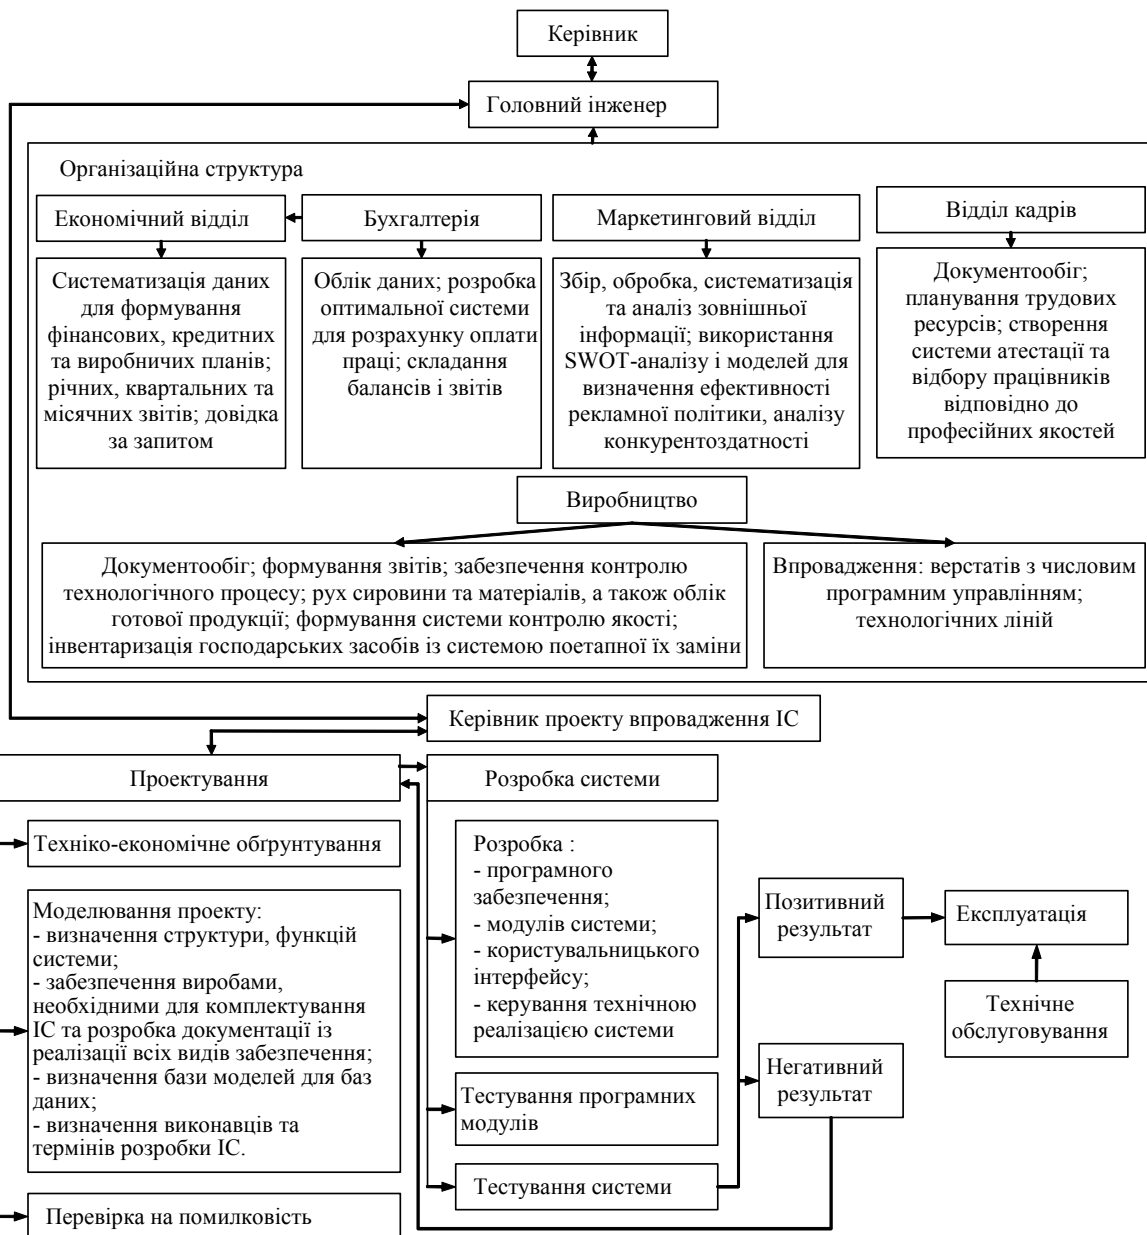 Керівник
Головний інженер
Організаційна структура
Економічний відділ
Бухгалтерія
Маркетинговий відділ
Відділ кадрів
Систематизація даних
для формування
фінансових, кредитних
та виробничих планів;
річних, квартальних та
місячних звітів; довідка
за запитом
Облік даних; розробка
оптимальної системи
для розрахунку оплати
праці; складання
балансів і звітів
Збір, обробка, систематизація
та аналіз зовнішньої
інформації; використання
SWOT-аналізу і моделей для
визначення ефективності
рекламної політики, аналізу
конкурентоздатності
Документообіг;
планування трудових
ресурсів; створення
системи атестації та
відбору працівників
відповідно до
професійних якостей
Виробництво
Документообіг; формування звітів; забезпечення контролю
технологічного процесу; рух сировини та матеріалів, а також облік
готової продукції; формування системи контролю якості;
інвентаризація господарських засобів із системою поетапної їх заміни
Впровадження: верстатів з числовим
програмним управлінням;
технологічних ліній
Керівник проекту впровадження ІС
Проектування
Розробка системи
Техніко-економічне обґрунтування
Моделювання проекту:
- визначення структури, функцій
системи;
- забезпечення виробами,
необхідними для комплектування
ІС та розробка документації із
реалізації всіх видів забезпечення;
- визначення бази моделей для баз
даних;
- визначення виконавців та
термінів розробки ІС.
Перевірка на помилковість
Розробка :
- програмного
забезпечення;
- модулів системи;
- користувальницького
інтерфейсу;
- керування технічною
реалізацією системи
Тестування програмних
модулів
Тестування системи
Позитивний
результат
Негативний
результат
Експлуатація
Технічне
обслуговування